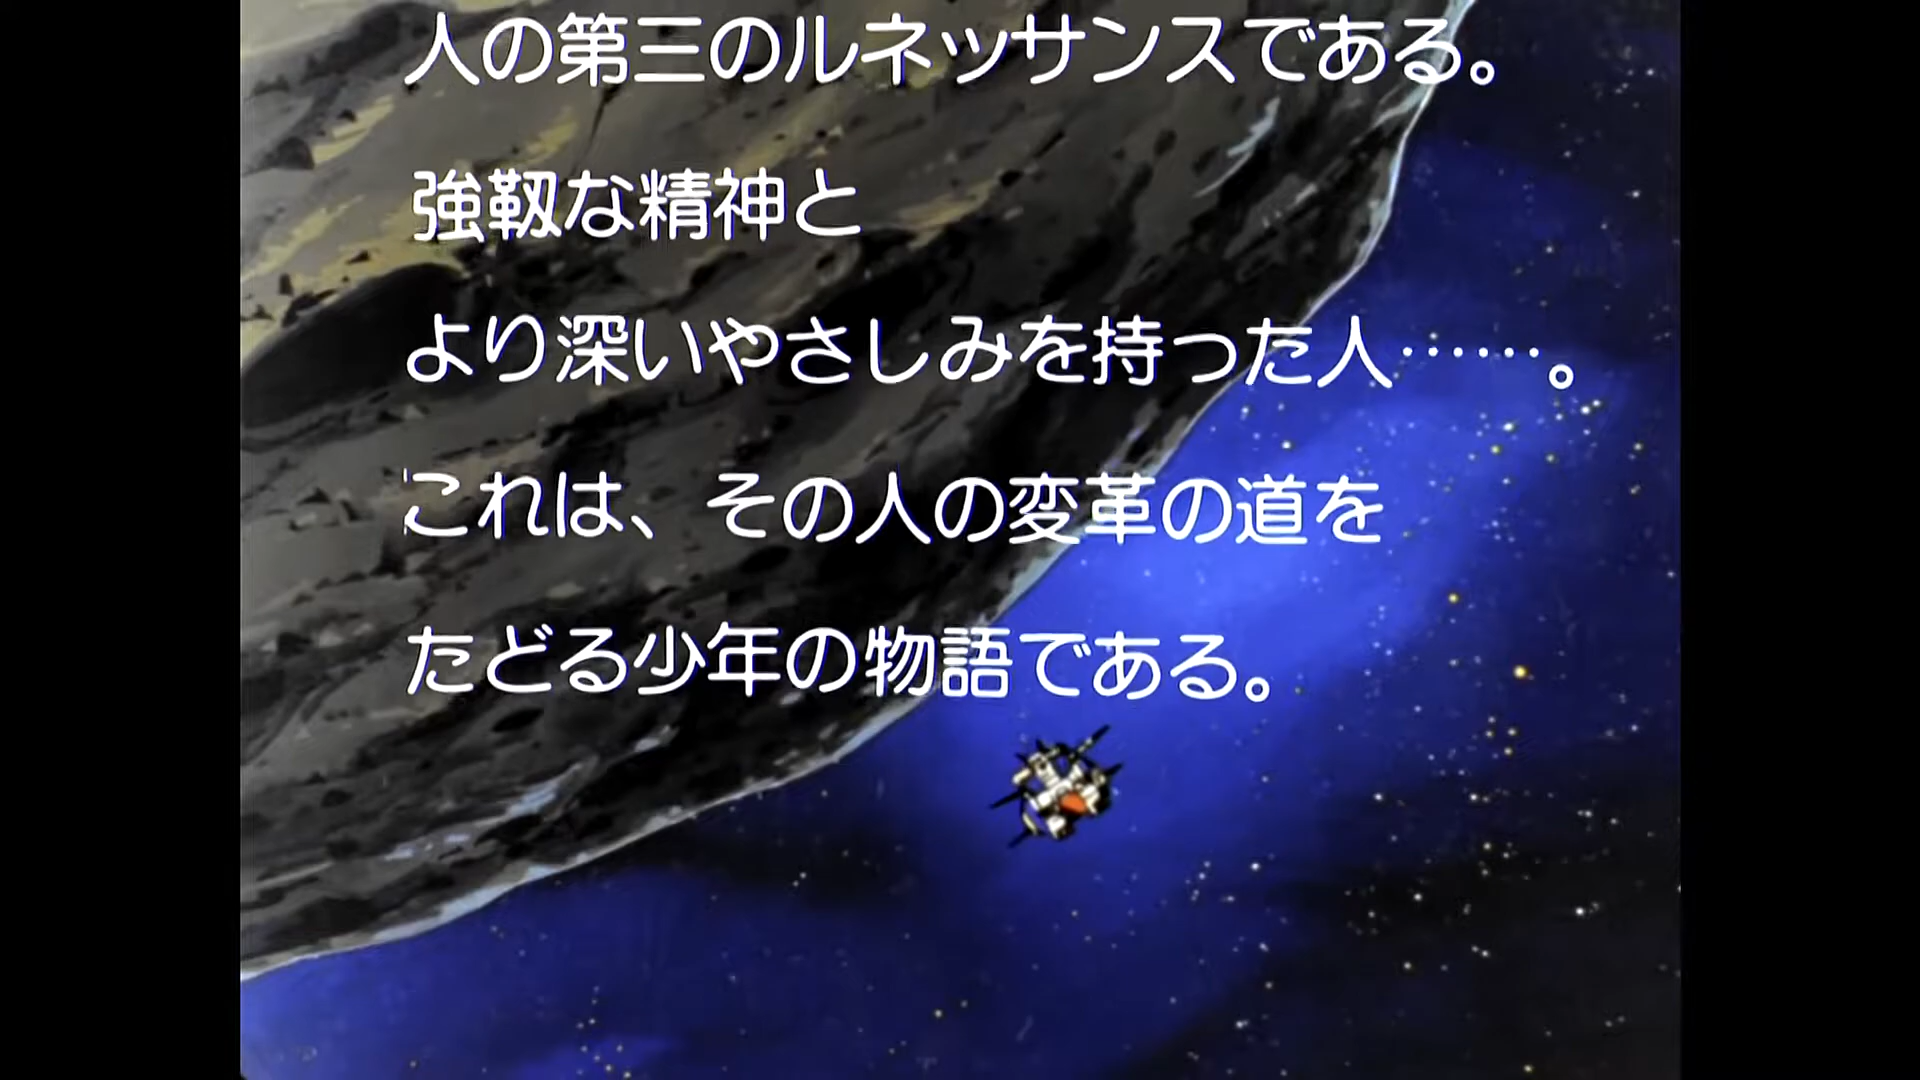 人の第三のルネッサンスである。
強靱な精神と
より深いやさしみを持った人……。
これは、その人の変革の道を
たどる少年の物語である。